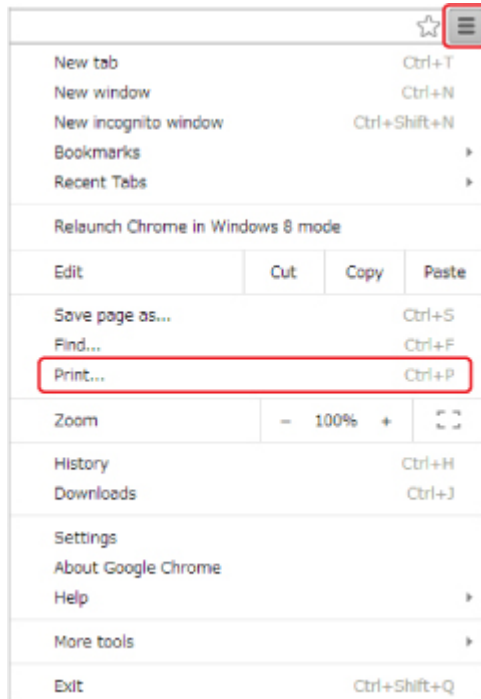 New tab Ctrl+T
New window Ctrl+N
New incognito window Ctrl+Shift+N
Bookmarks
Recent Tabs
Relaunch Chrome in Windows 8 mode
Edit Cut Copy Paste
Save page as... Ctrl+S
Find... Ctrl+F
Print... Ctrl+P
Zoom − 100% +
History Ctrl+H
Downloads Ctrl+J
Settings
About Google Chrome
Help
More tools
Exit Ctrl+Shift+Q